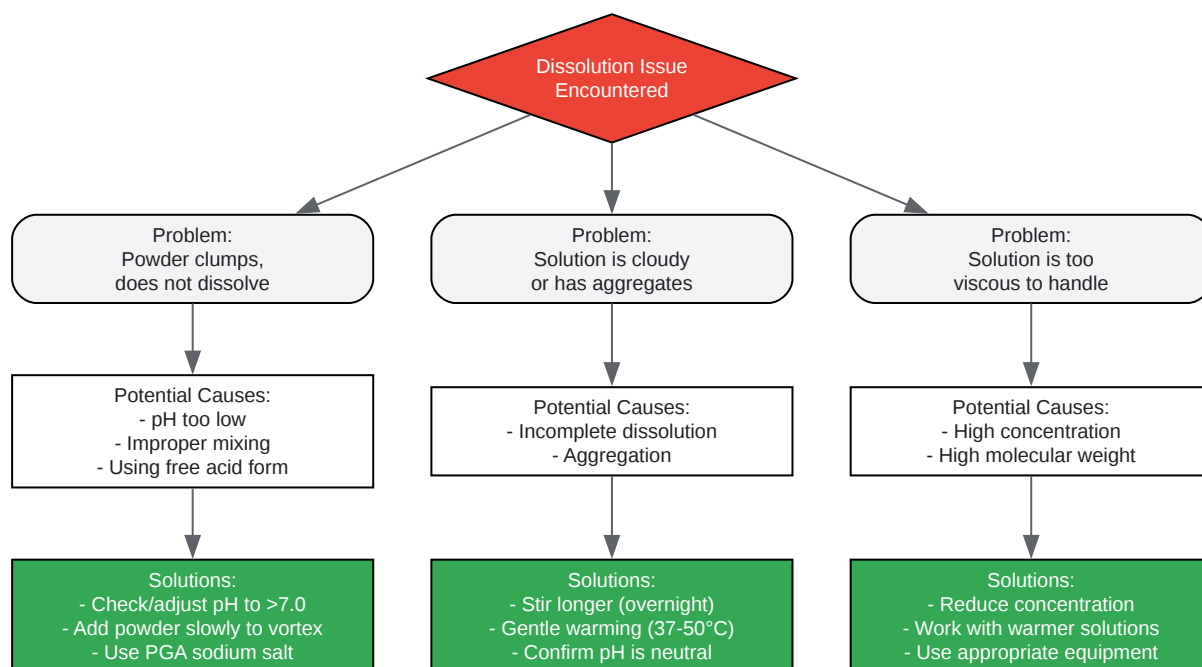 Dissolution Issue
Encountered
Problem:
Powder clumps,
does not dissolve
Problem:
Solution is cloudy
or has aggregates
Problem:
Solution is too
viscous to handle
Potential Causes:
- pH too low
- Improper mixing
- Using free acid form
Potential Causes:
- Incomplete dissolution
- Aggregation
Potential Causes:
- High concentration
- High molecular weight
Solutions:
- Check/adjust pH to >7.0
- Add powder slowly to vortex
- Use PGA sodium salt
Solutions:
- Stir longer (overnight)
- Gentle warming (37-50°C)
- Confirm pH is neutral
Solutions:
- Reduce concentration
- Work with warmer solutions
- Use appropriate equipment